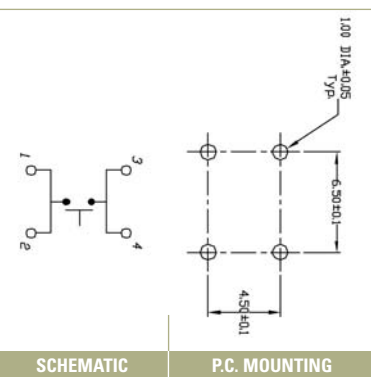 1.00 DIA.±0.05
Typ.
6.50±0.1
4.50±0.1
1
3
2
4
SCHEMATIC
P.C. MOUNTING